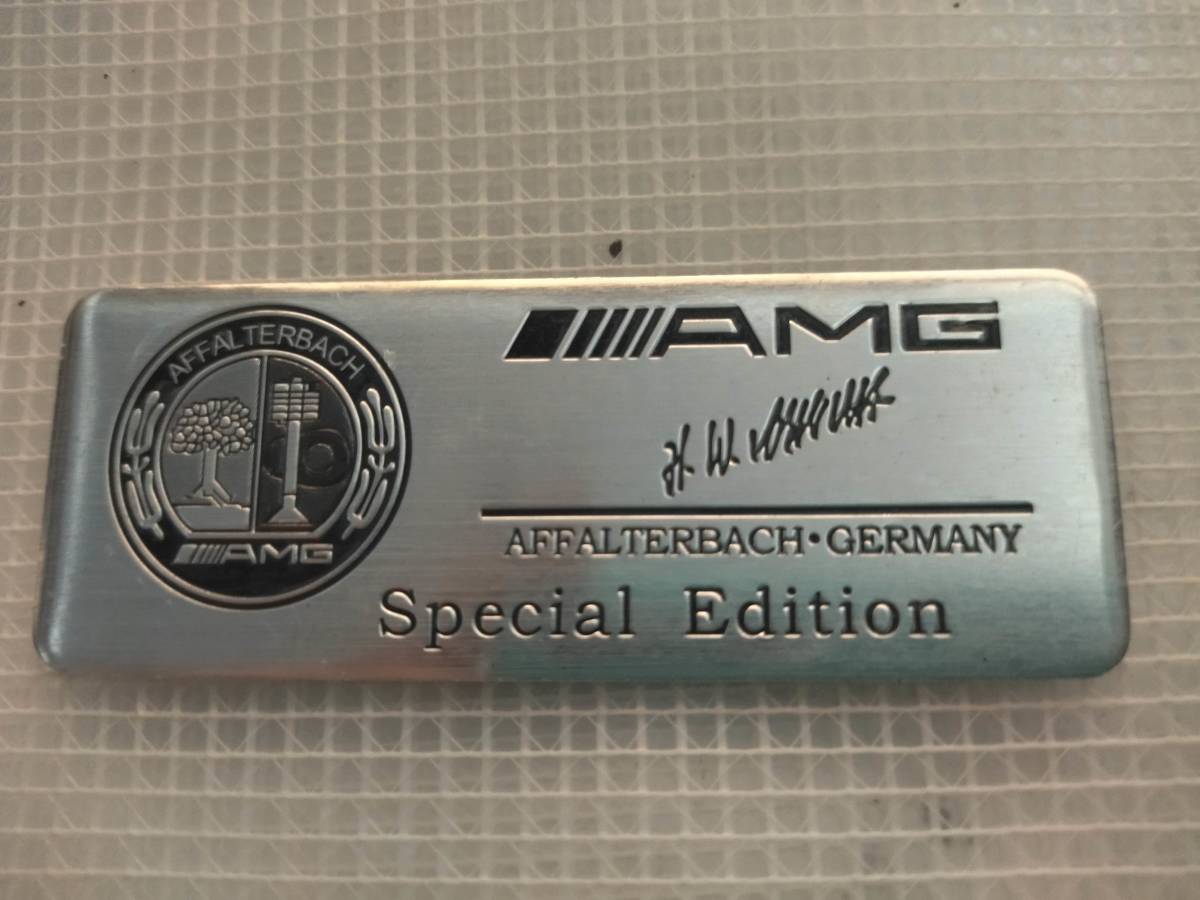 AFFALTERBACH
AMG
AMG
H. W.
AFFALTERBACH•GERMANY
Special Edition